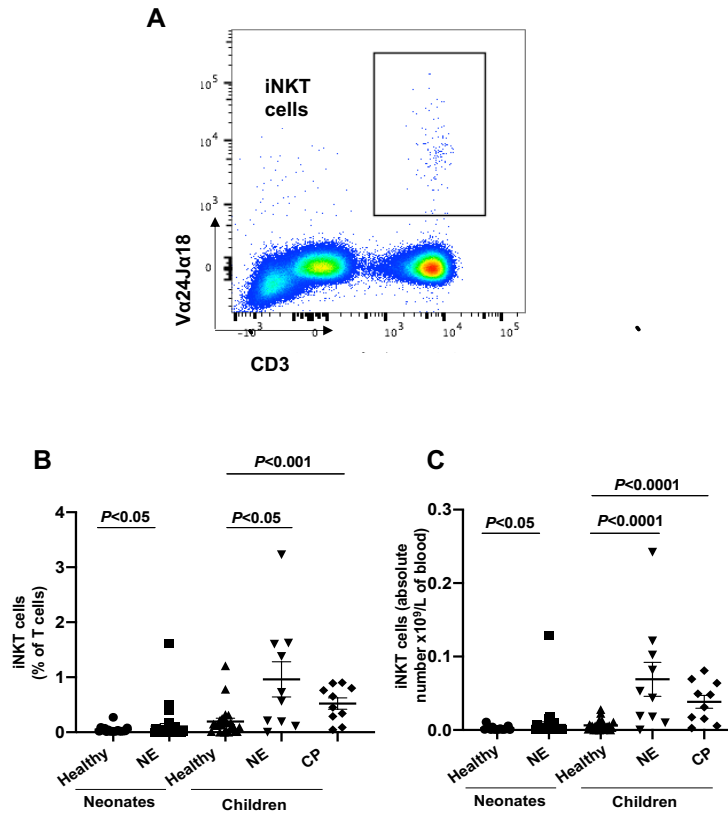 A
iNKT
cells
10⁵
10⁴
10³
0
Vα24Jα18
-10³ 0 10³ 10⁴ 10⁵
CD3
B
P<0.001
P<0.05 P<0.05
4
3
2
1
0
iNKT cells
(% of T cells)
Healthy NE Healthy NE CP
Neonates Children
C
P<0.0001
P<0.05 P<0.0001
0.3
0.2
0.1
0.0
iNKT cells (absolute
number x10⁹/L of blood)
Healthy NE Healthy NE CP
Neonates Children